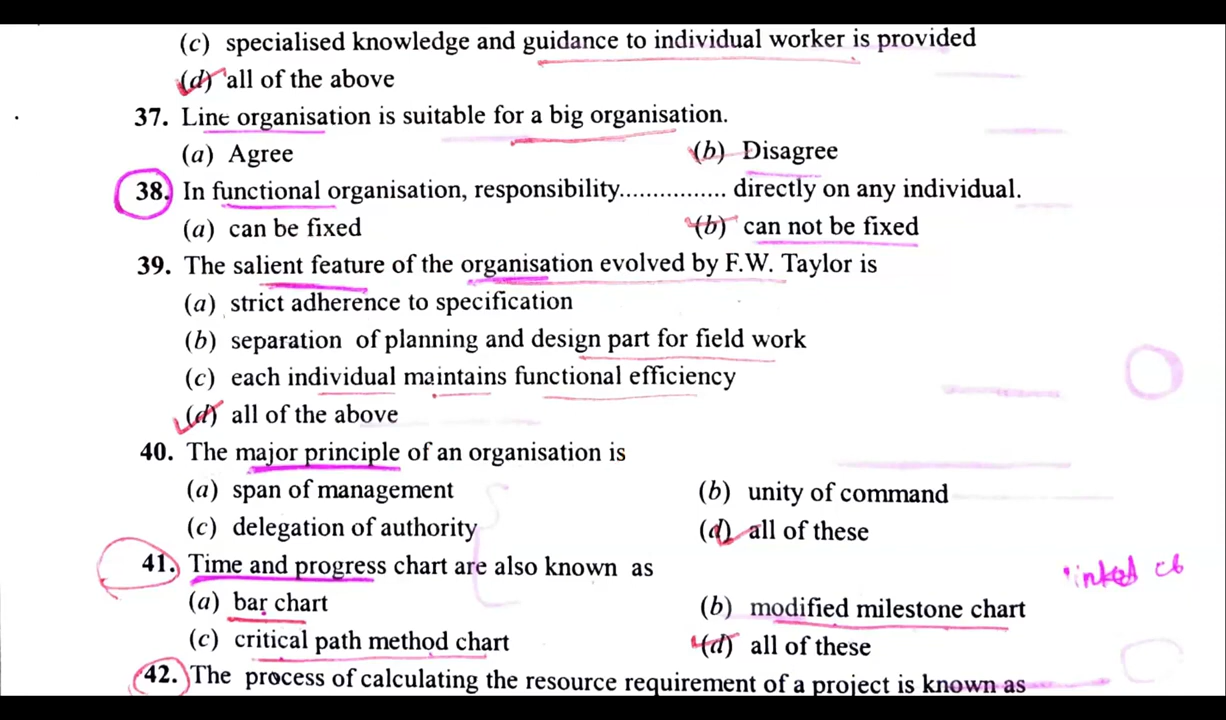 (c) specialised knowledge and guidance to individual worker is provided
(d) all of the above
37. Line organisation is suitable for a big organisation.
(a) Agree (b) Disagree
38. In functional organisation, responsibility................ directly on any individual.
(a) can be fixed (b) can not be fixed
39. The salient feature of the organisation evolved by F.W. Taylor is
(a) strict adherence to specification
(b) separation of planning and design part for field work
(c) each individual maintains functional efficiency
(d) all of the above
40. The major principle of an organisation is
(a) span of management (b) unity of command
(c) delegation of authority (d) all of these
41. Time and progress chart are also known as
(a) bar chart (b) modified milestone chart
(c) critical path method chart (d) all of these
42. The process of calculating the resource requirement of a project is known as